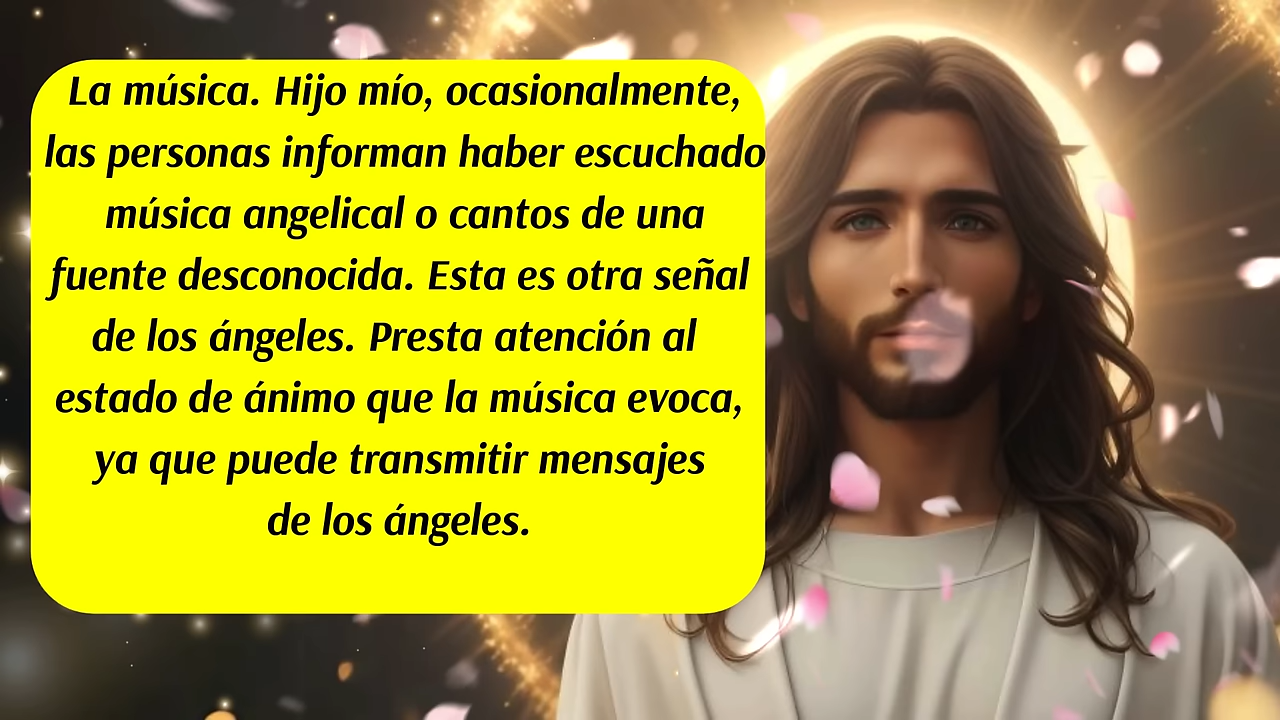 La música. Hijo mío, ocasionalmente,
las personas informan haber escuchado
música angelical o cantos de una
fuente desconocida. Esta es otra señal
de los ángeles. Presta atención al
estado de ánimo que la música evoca,
ya que puede transmitir mensajes
de los ángeles.